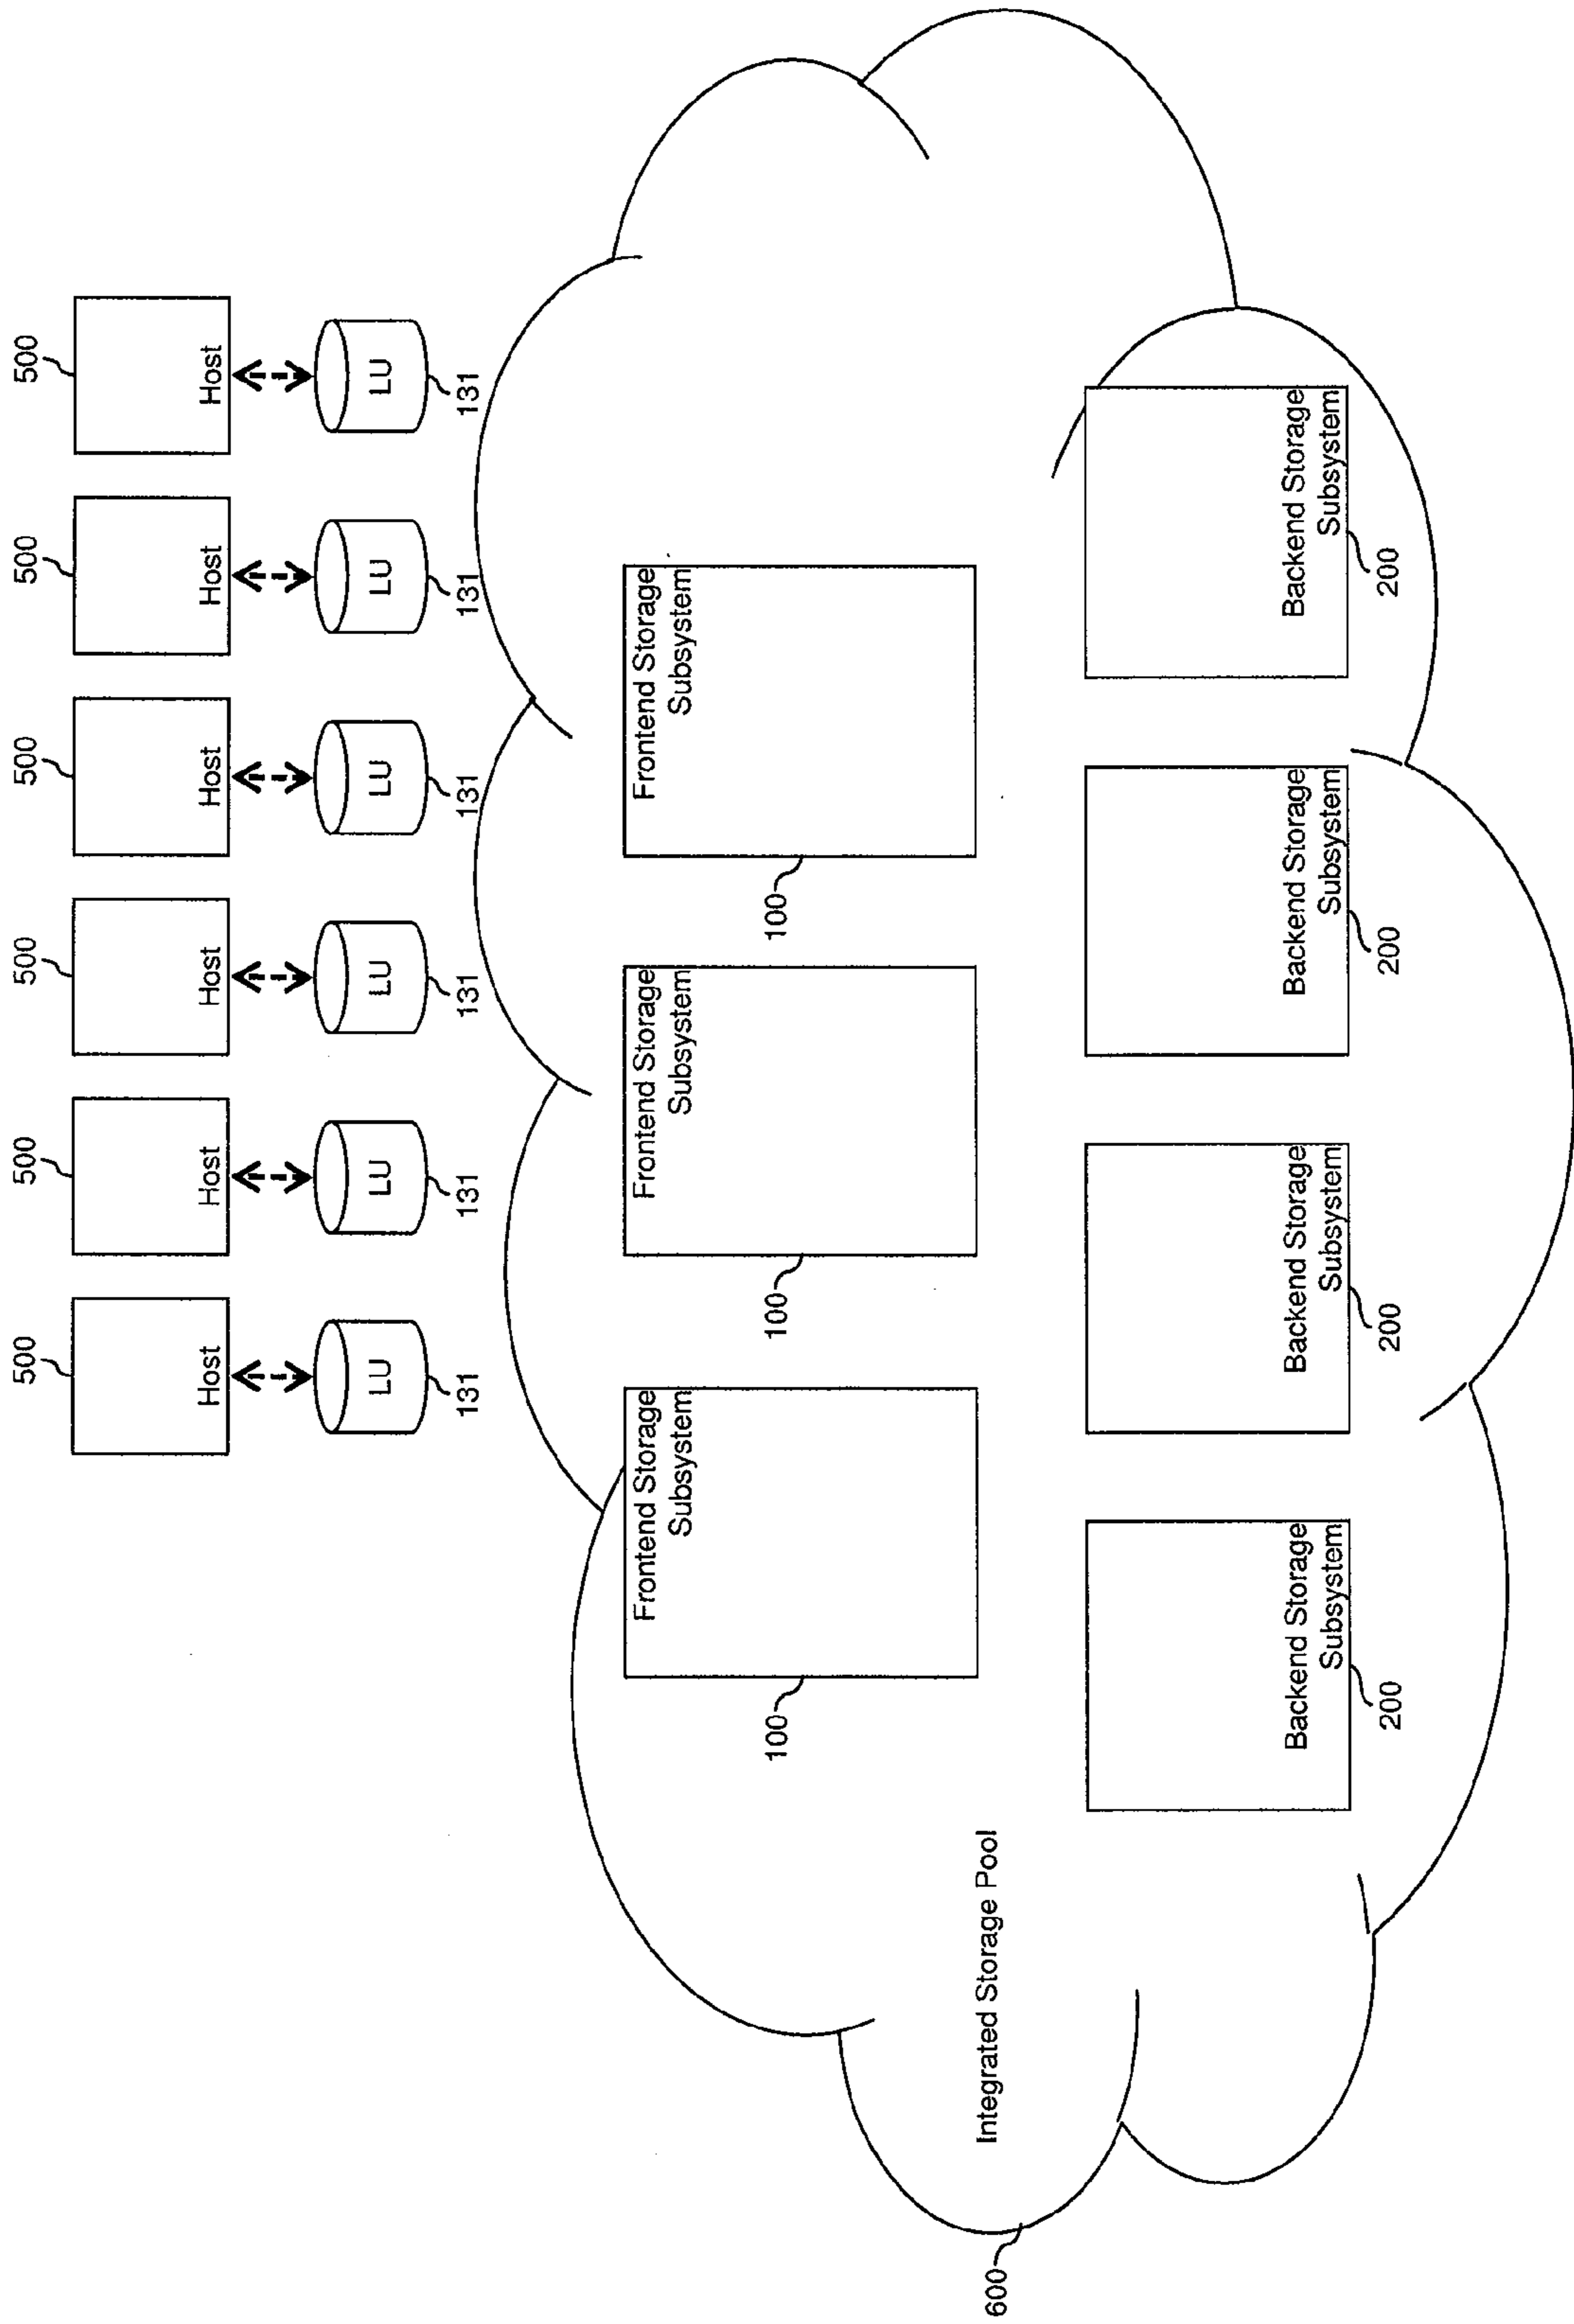 500
500
500
500
500
500
Host
Host
Host
Host
Host
Host
LU
LU
LU
LU
LU
LU
131
131
131
131
131
131
Frontend Storage
Subsystem
100
Frontend Storage
Subsystem
100
Frontend Storage
Subsystem
100
Integrated Storage Pool
600
Backend Storage
Subsystem
200
Backend Storage
Subsystem
200
Backend Storage
Subsystem
200
Backend Storage
Subsystem
200